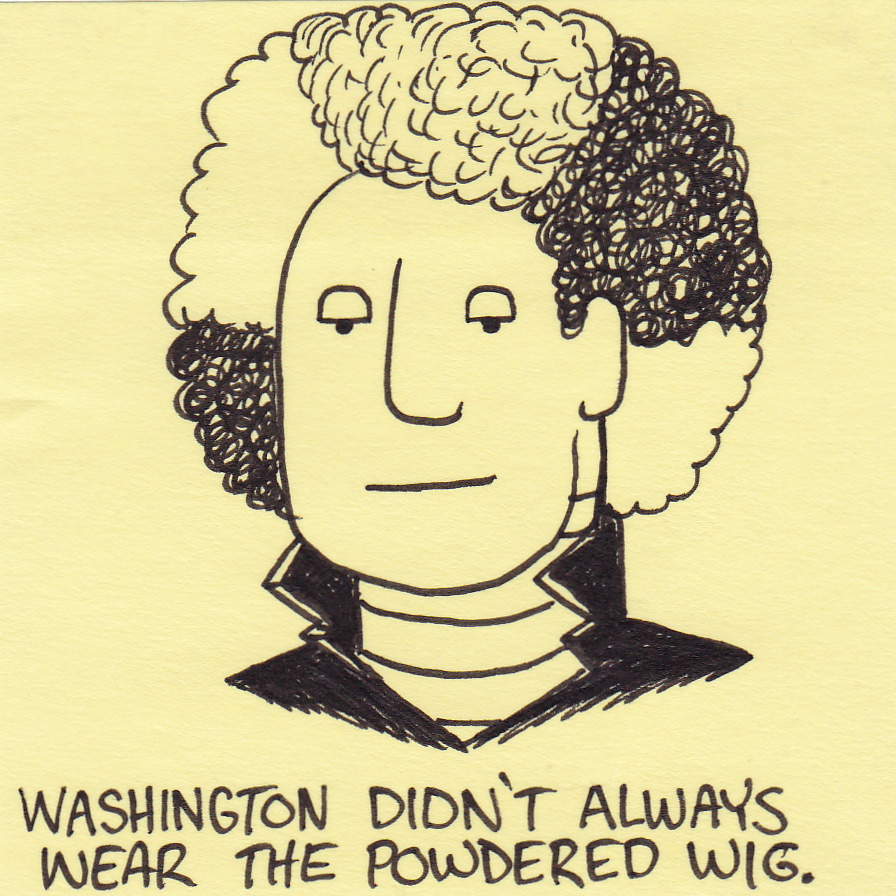 WASHINGTON DIDN'T ALWAYS
WEAR THE POWDERED WIG.